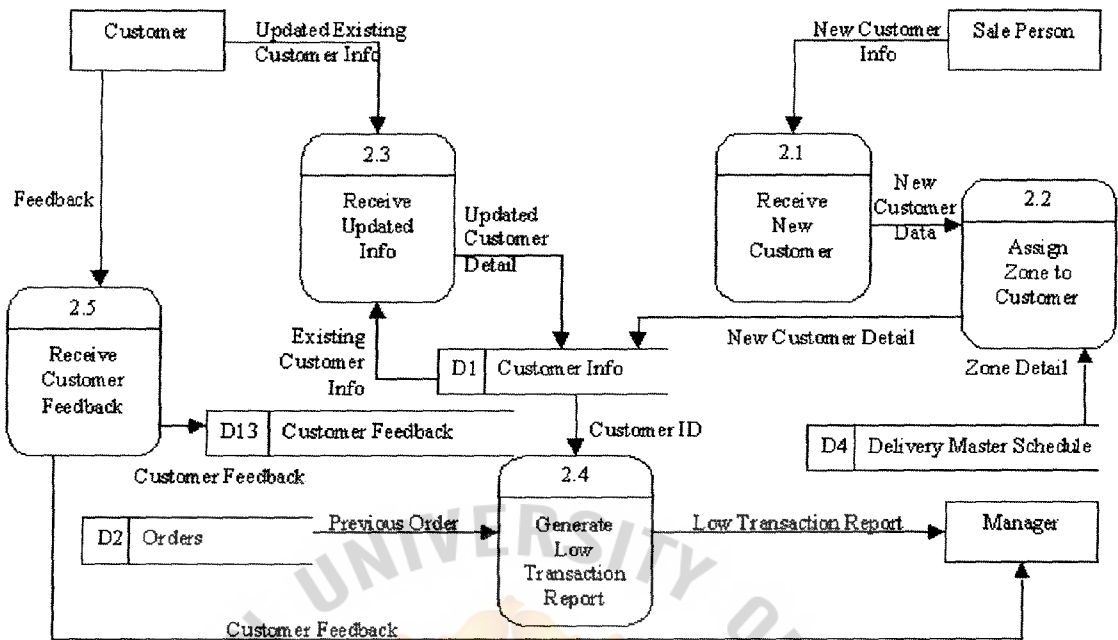 Customer
Updated Existing
Customer Info
New Customer
Info
Sale Person
2.3
Receive
Updated
Info
2.1
Receive
New
Customer
New
Customer
Data
2.2
Assign
Zone to
Customer
Feedback
Updated
Customer
Detail
2.5
Receive
Customer
Feedback
Existing
Customer
Info
D1 Customer Info
New Customer Detail
Zone Detail
D13 Customer Feedback
Customer ID
D4 Delivery Master Schedule
Customer Feedback
2.4
Generate
Low
Transaction
Report
D2 Orders
Previous Order
Low Transaction Report
Manager
UNIVERSITY O
Customer Feedback